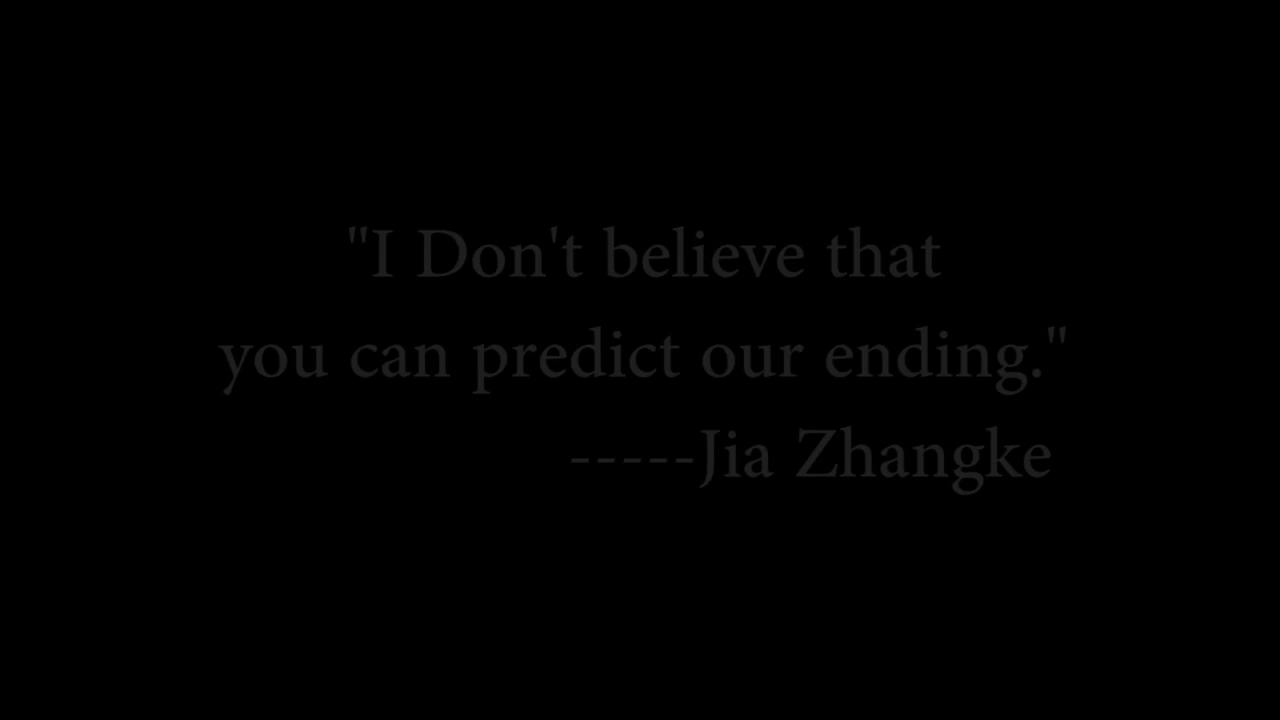 "I Don't believe that
you can predict our ending."
-----Jia Zhangke